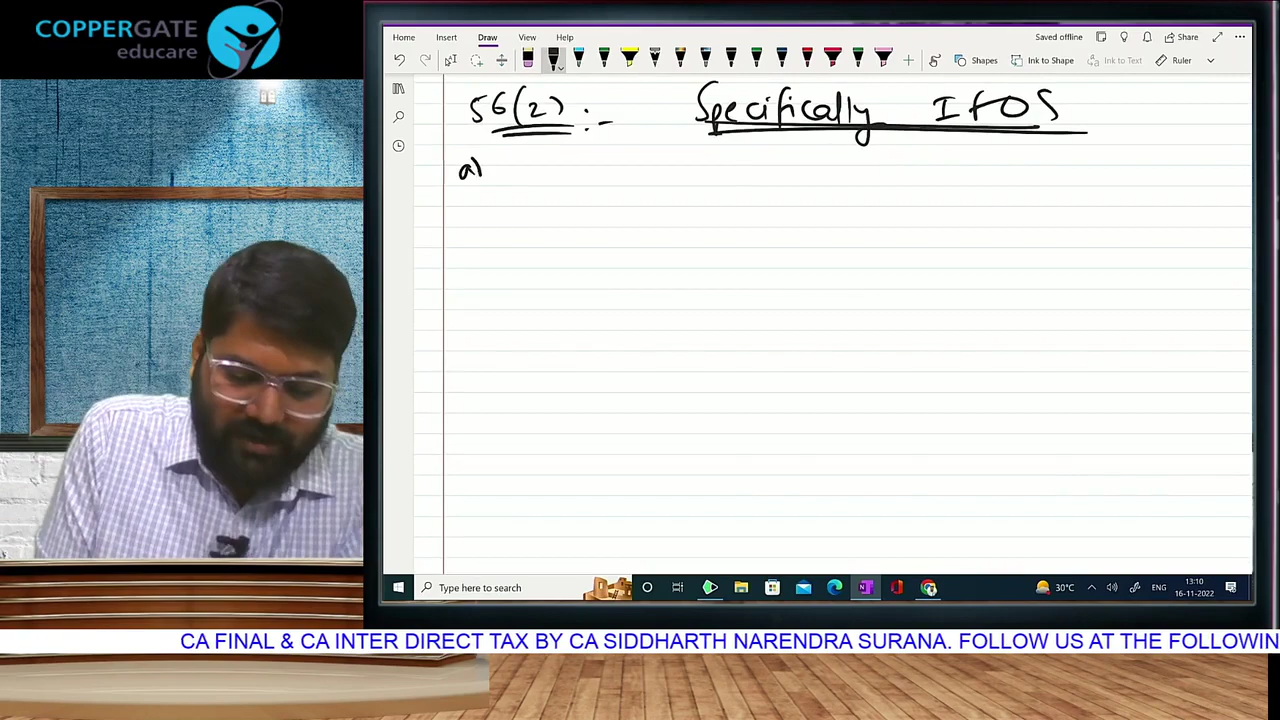 COPPERGATE
educare
Home Insert Draw View Help
Saved offline Share
Shapes Ink to Shape Ink to Text Ruler
56(2) :- Specifically IFOS
a)
Type here to search
30°C ENG 13:10 16-11-2022
CA FINAL & CA INTER DIRECT TAX BY CA SIDDHARTH NARENDRA SURANA. FOLLOW US AT THE FOLLOWIN